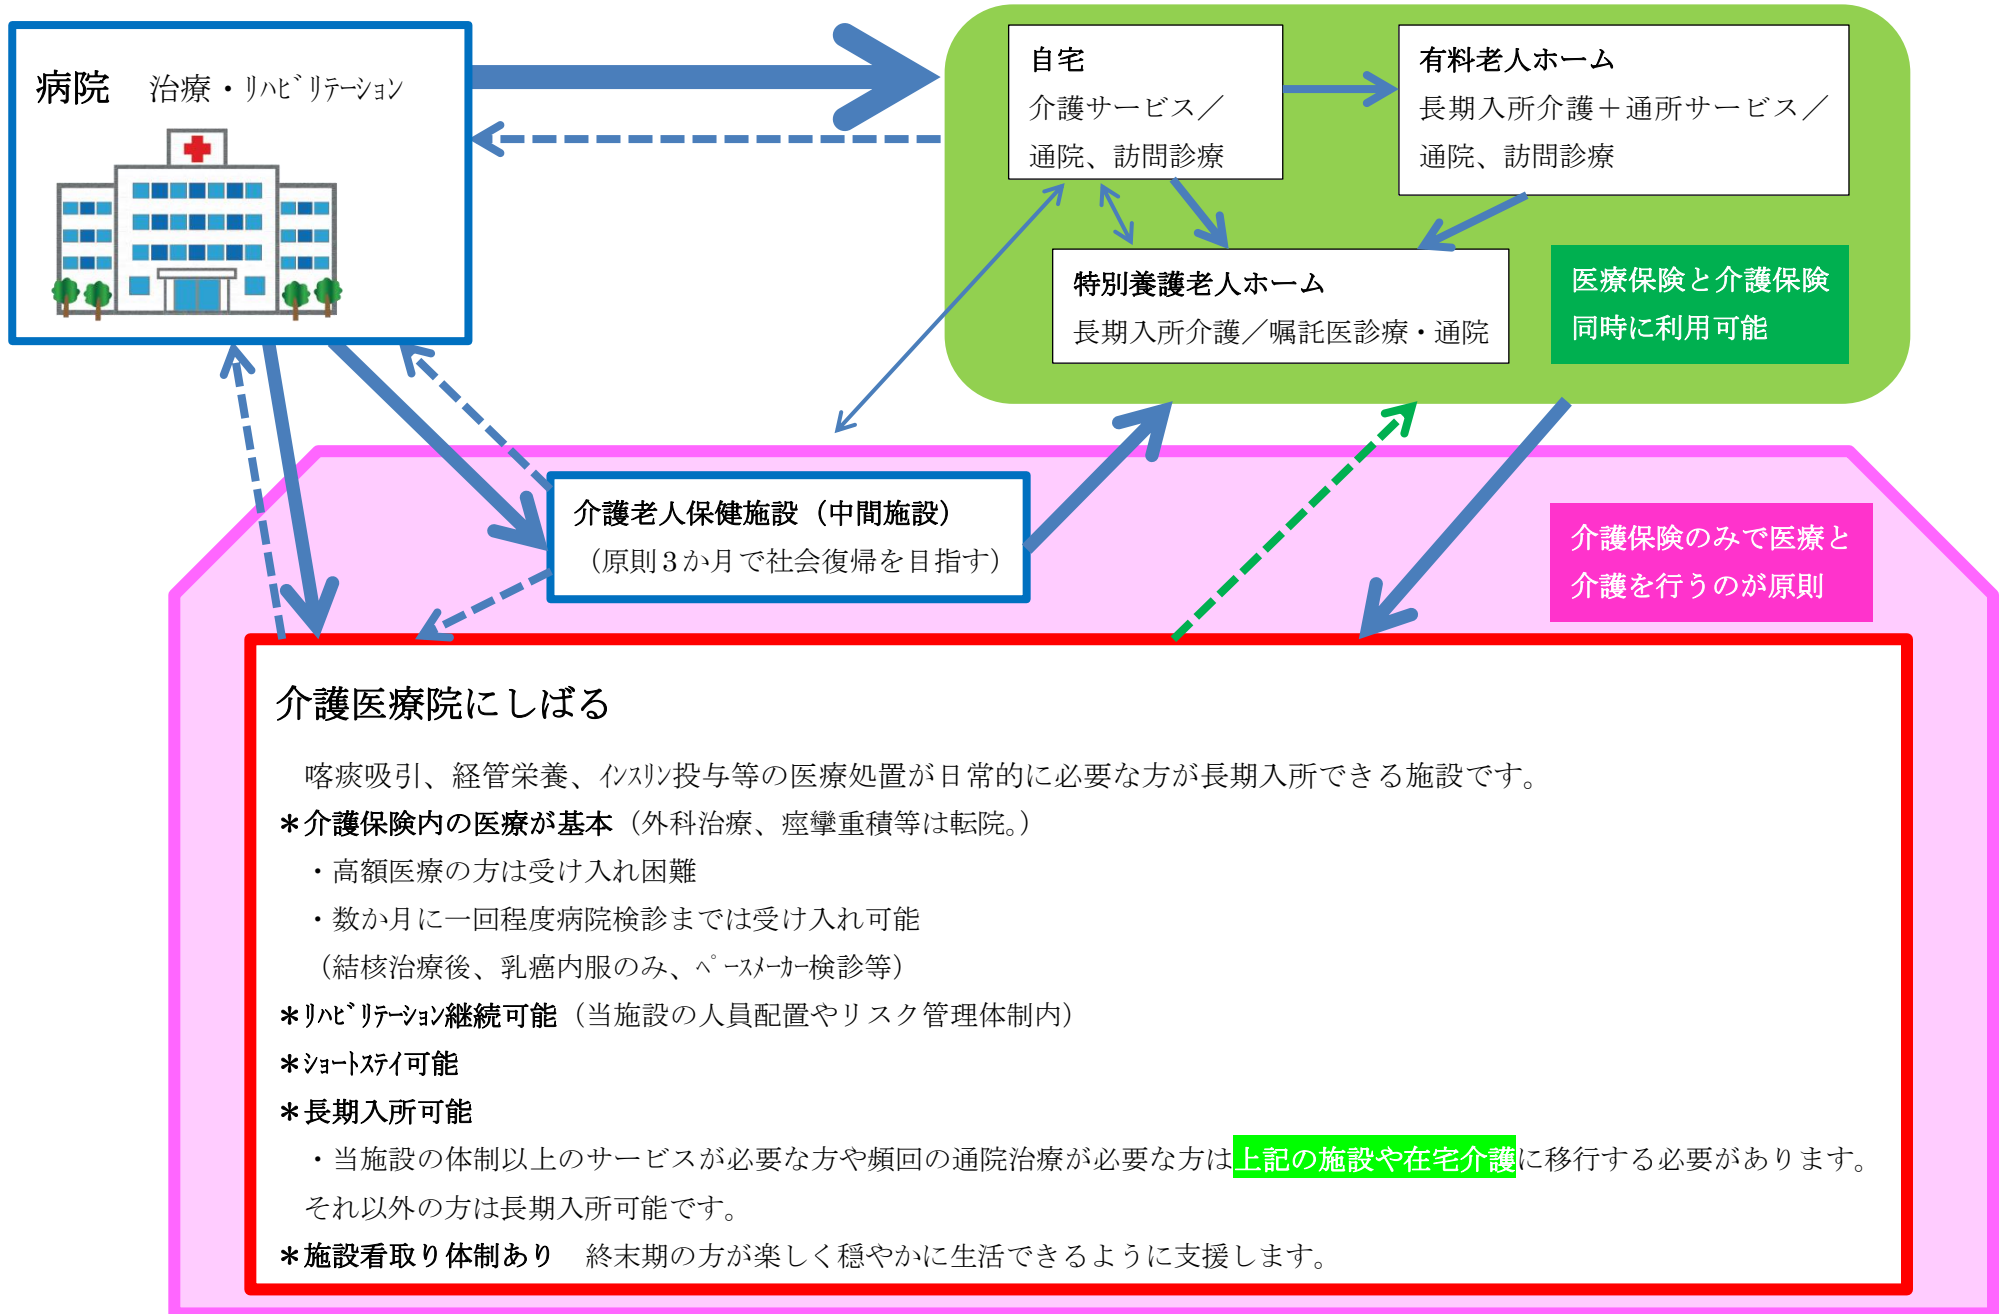 病院　治療・ﾘﾊﾋﾞﾘﾃｰｼｮﾝ
自宅
介護サービス／
通院、訪問診療
有料老人ホーム
長期入所介護＋通所サービス／
通院、訪問診療
特別養護老人ホーム
長期入所介護／嘱託医診療・通院
医療保険と介護保険
同時に利用可能
介護老人保健施設（中間施設）
（原則３か月で社会復帰を目指す）
介護保険のみで医療と
介護を行うのが原則
介護医療院にしばる
喀痰吸引、経管栄養、ｲﾝｽﾘﾝ投与等の医療処置が日常的に必要な方が長期入所できる施設です。
＊介護保険内の医療が基本（外科治療、痙攣重積等は転院。）
・高額医療の方は受け入れ困難
・数か月に一回程度病院検診までは受け入れ可能
（結核治療後、乳癌内服のみ、ﾍﾟｰｽﾒｰｶｰ検診等）
＊ﾘﾊﾋﾞﾘﾃｰｼｮﾝ継続可能（当施設の人員配置やリスク管理体制内）
＊ｼｮｰﾄｽﾃｲ可能
＊長期入所可能
・当施設の体制以上のサービスが必要な方や頻回の通院治療が必要な方は上記の施設や在宅介護に移行する必要があります。
それ以外の方は長期入所可能です。
＊施設看取り体制あり　終末期の方が楽しく穏やかに生活できるように支援します。